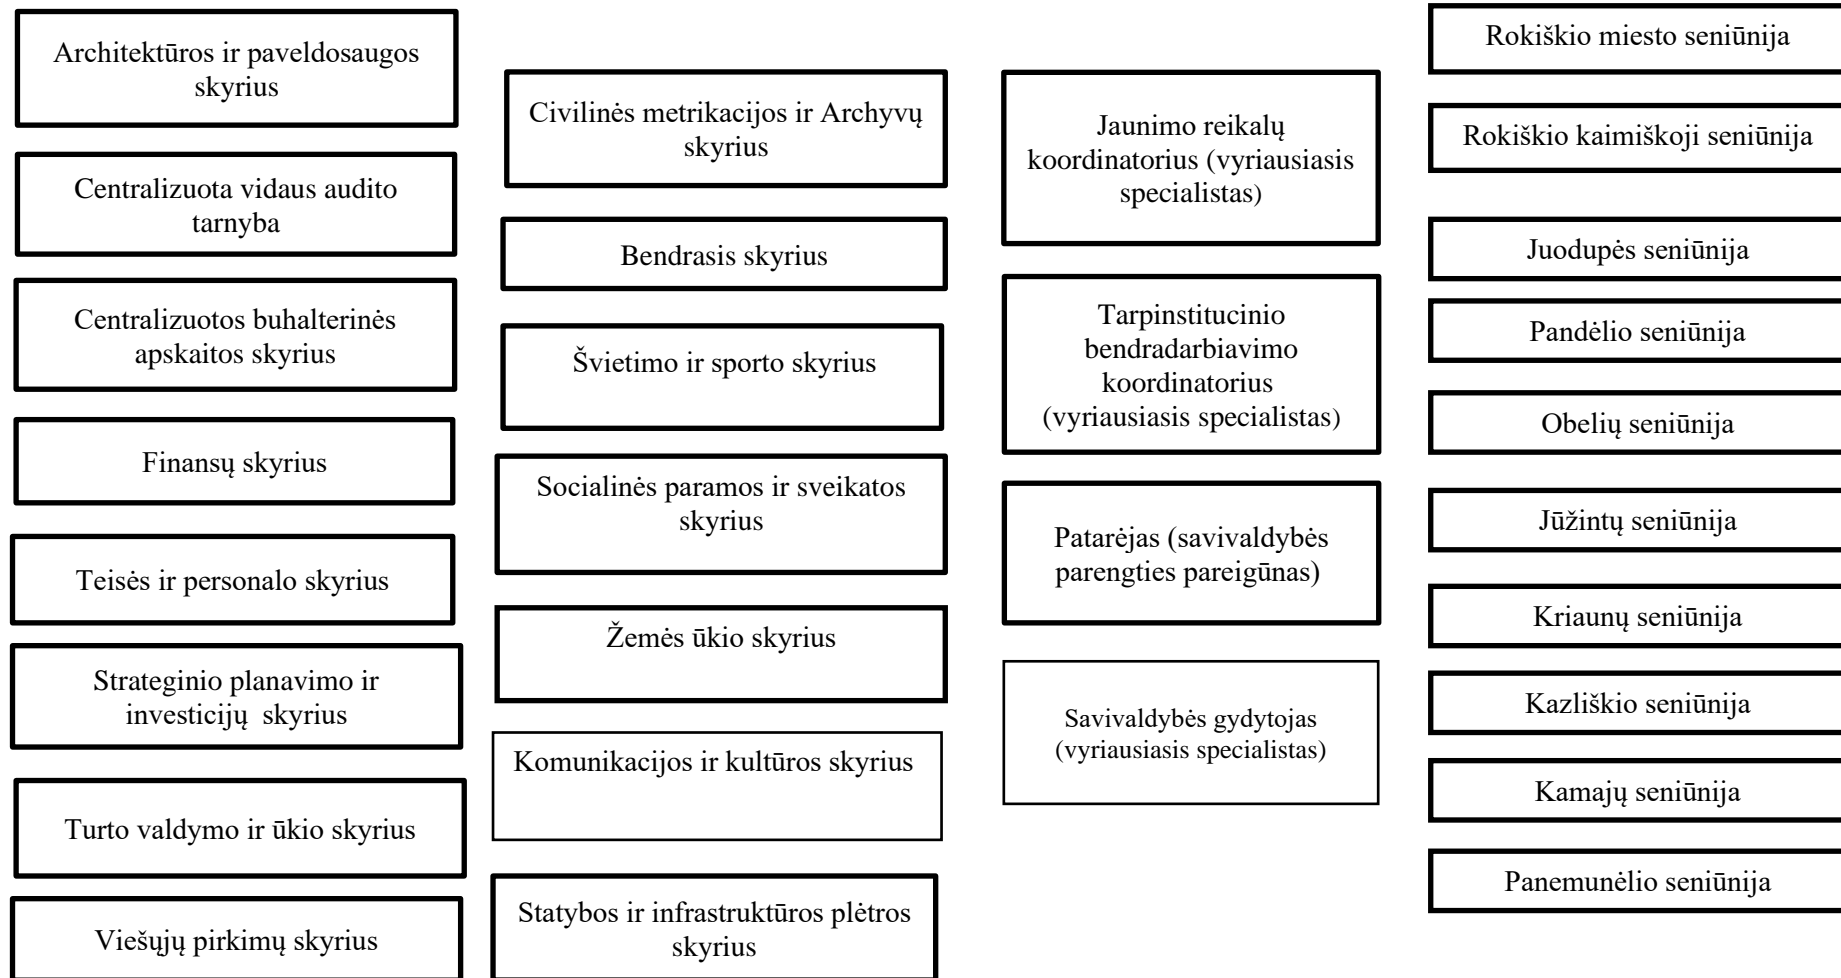 Architektūros ir paveldosaugos
skyrius
Centralizuota vidaus audito
tarnyba
Centralizuotos buhalterinės
apskaitos skyrius
Finansų skyrius
Teisės ir personalo skyrius
Strateginio planavimo ir
investicijų skyrius
Turto valdymo ir ūkio skyrius
Viešųjų pirkimų skyrius
Civilinės metrikacijos ir Archyvų
skyrius
Bendrasis skyrius
Švietimo ir sporto skyrius
Socialinės paramos ir sveikatos
skyrius
Žemės ūkio skyrius
Komunikacijos ir kultūros skyrius
Statybos ir infrastruktūros plėtros
skyrius
Jaunimo reikalų
koordinatorius (vyriausiasis
specialistas)
Tarpinstitucinio
bendradarbiavimo
koordinatorius
(vyriausiasis specialistas)
Patarėjas (savivaldybės
parengties pareigūnas)
Savivaldybės gydytojas
(vyriausiasis specialistas)
Rokiškio miesto seniūnija
Rokiškio kaimiškoji seniūnija
Juodupės seniūnija
Pandėlio seniūnija
Obelių seniūnija
Jūžintų seniūnija
Kriaunų seniūnija
Kazliškio seniūnija
Kamajų seniūnija
Panemunėlio seniūnija